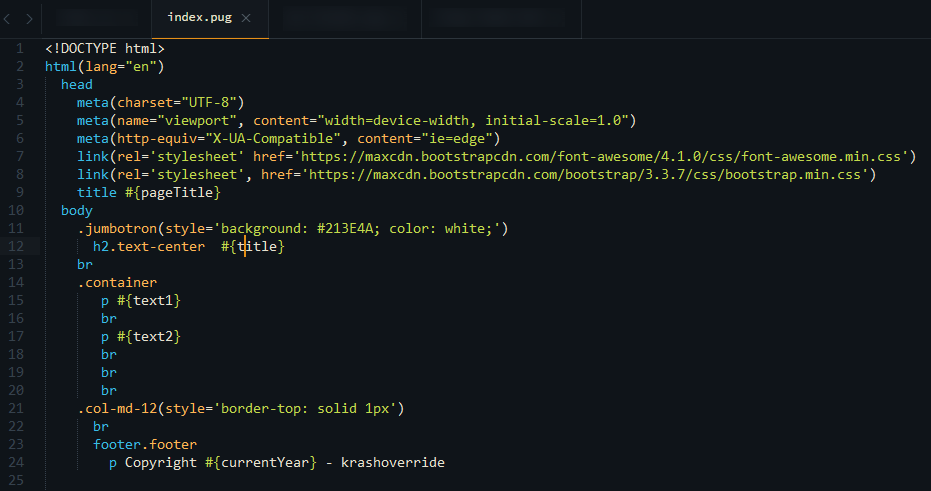 index.pug
1 <!DOCTYPE html>
2 html(lang="en")
3 head
4 meta(charset="UTF-8")
5 meta(name="viewport", content="width=device-width, initial-scale=1.0")
6 meta(http-equiv="X-UA-Compatible", content="ie=edge")
7 link(rel='stylesheet' href='https://maxcdn.bootstrapcdn.com/font-awesome/4.1.0/css/font-awesome.min.css')
8 link(rel='stylesheet', href='https://maxcdn.bootstrapcdn.com/bootstrap/3.3.7/css/bootstrap.min.css')
9 title #{pageTitle}
10 body
11 .jumbotron(style='background: #213E4A; color: white;')
12 h2.text-center  #{title}
13 br
14 .container
15 p #{text1}
16 br
17 p #{text2}
18 br
19 br
20 br
21 .col-md-12(style='border-top: solid 1px')
22 br
23 footer.footer
24 p Copyright #{currentYear} - krashoverride
25